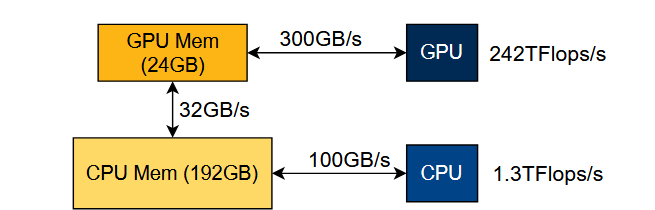 GPU Mem
(24GB)
300GB/s
GPU
242TFlops/s
32GB/s
CPU Mem (192GB)
100GB/s
CPU
1.3TFlops/s